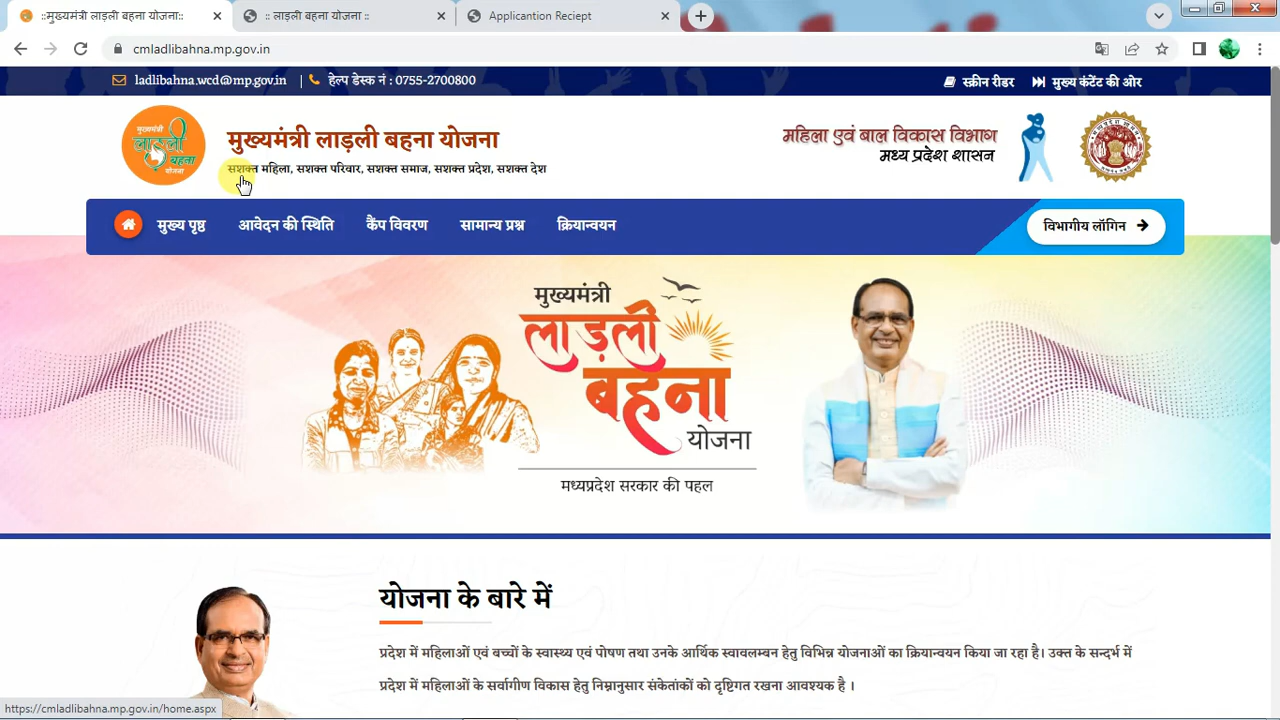 ::मुख्यमंत्री लाड़ली बहना योजना::
:: लाड़ली बहना योजना ::
Applicantion Reciept
cmladlibahna.mp.gov.in
ladlibahna.wcd@mp.gov.in | हेल्प डेस्क नं : 0755-2700800
स्क्रीन रीडर
मुख्य कंटेंट की ओर
मुख्यमंत्री
लाड़ली
बहना
योजना
मुख्यमंत्री लाड़ली बहना योजना
सशक्त महिला, सशक्त परिवार, सशक्त समाज, सशक्त प्रदेश, सशक्त देश
महिला एवं बाल विकास विभाग
मध्य प्रदेश शासन
मुख्य पृष्ठ
आवेदन की स्थिति
कैंप विवरण
सामान्य प्रश्न
क्रियान्वयन
विभागीय लॉगिन
मुख्यमंत्री
लाड़ली
बहना
योजना
मध्यप्रदेश सरकार की पहल
योजना के बारे में
प्रदेश में महिलाओं एवं बच्चों के स्वास्थ्य एवं पोषण तथा उनके आर्थिक स्वावलम्बन हेतु विभिन्न योजनाओं का क्रियान्वयन किया जा रहा है। उक्त के सन्दर्भ में
प्रदेश में महिलाओं के सर्वागीण विकास हेतु निम्नानुसार संकेतांकों को दृष्टिगत रखना आवश्यक है ।
https://cmladlibahna.mp.gov.in/home.aspx